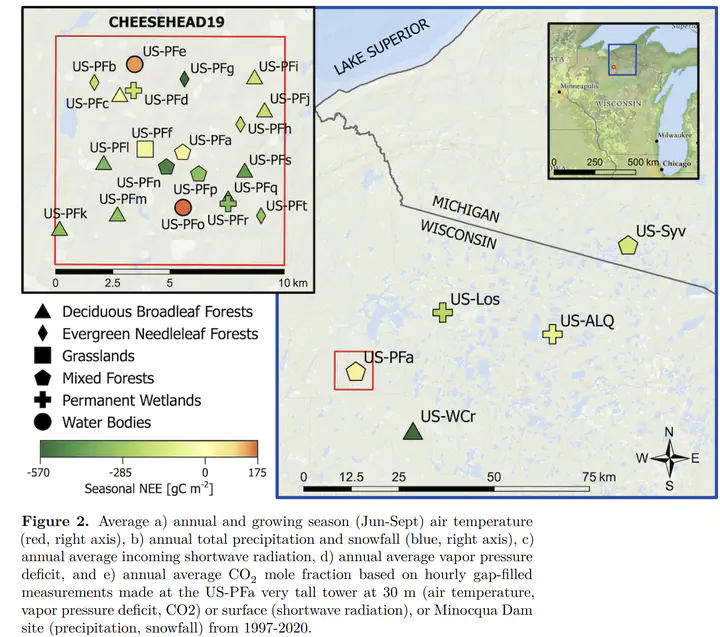 CHEESEHEAD19
US-PFe
US-PFb
US-PFg
US-PFi
US-PFc
US-PFd
US-PFj
US-PFh
US-PFf
US-PFa
US-PFl
US-PFs
US-PFn
US-PFp
US-PFq
US-PFm
US-PFt
US-PFk
US-PFo
US-PFr
0 2.5 5 10 km
LAKE SUPERIOR
MICHIGAN
WISCONSIN
US-Syv
US-Los
US-ALQ
US-PFa
US-WCr
N
W E
S
0 12.5 25 50 75 km
Superior
OTA
Minneapolis
WISCONSIN
Milwaukee
Chicago
0 250 500 km
Deciduous Broadleaf Forests
Evergreen Needleleaf Forests
Grasslands
Mixed Forests
Permanent Wetlands
Water Bodies
-570 -285 0 175
Seasonal NEE [gC m⁻²]
Figure 2. Average a) annual and growing season (Jun-Sept) air temperature
(red, right axis), b) annual total precipitation and snowfall (blue, right axis), c)
annual average incoming shortwave radiation, d) annual average vapor pressure
deficit, and e) annual average CO₂ mole fraction based on hourly gap-filled
measurements made at the US-PFa very tall tower at 30 m (air temperature,
vapor pressure deficit, CO2) or surface (shortwave radiation), or Minocqua Dam
site (precipitation, snowfall) from 1997-2020.